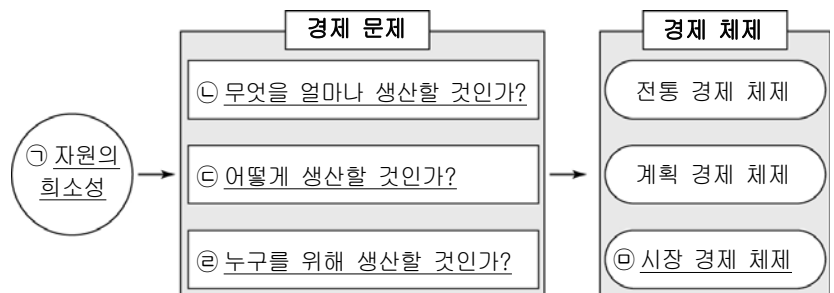 경제 문제
경제 체제
㉠ 자원의
희소성
㉡ 무엇을 얼마나 생산할 것인가?
㉢ 어떻게 생산할 것인가?
㉣ 누구를 위해 생산할 것인가?
전통 경제 체제
계획 경제 체제
㉤ 시장 경제 체제